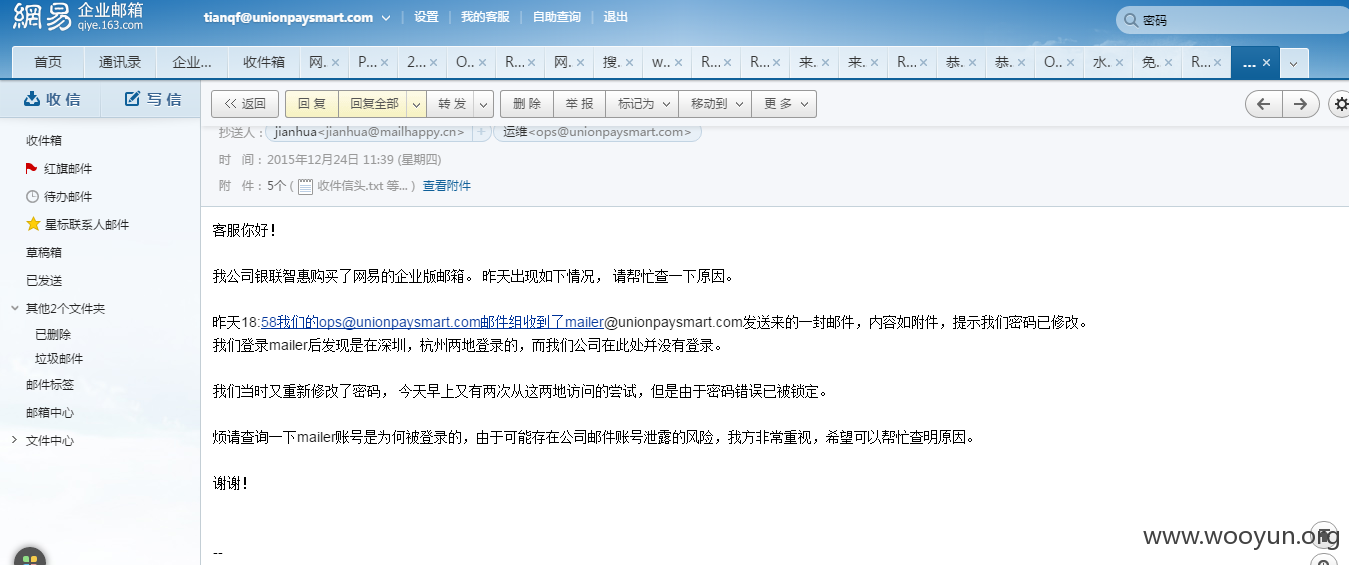 網易 企业邮箱 qiye.163.com
tianqf@unionpaysmart.com | 设置 | 我的客服 | 自助查询 | 退出
密码
首页 通讯录 企业... 收件箱 网.. × P... × 2... × O.. × R... × 网.. × 搜.. × w.. × R... × R... × 来.. × 来.. × R... × 恭.. × 恭.. × O.. × 水.. × 免.. × R... × ... ×
收 信 写 信
<< 返回 回 复 回复全部 转 发 删 除 举 报 标记为 移动到 更 多
收件箱
红旗邮件
待办邮件
星标联系人邮件
草稿箱
已发送
其他2个文件夹
已删除
垃圾邮件
邮件标签
邮箱中心
文件中心
抄送人： jianhua<jianhua@mailhappy.cn> + 运维<ops@unionpaysmart.com>
时 间：2015年12月24日 11:39 (星期四)
附 件：5个 ( 收件信头.txt 等... ) 查看附件
客服你好！
我公司银联智惠购买了网易的企业版邮箱。 昨天出现如下情况， 请帮忙查一下原因。
昨天18:58我们的ops@unionpaysmart.com邮件组收到了mailer@unionpaysmart.com发送来的一封邮件，内容如附件，提示我们密码已修改。
我们登录mailer后发现是在深圳，杭州两地登录的，而我们公司在此处并没有登录。
我们当时又重新修改了密码， 今天早上又有两次从这两地访问的尝试，但是由于密码错误已被锁定。
烦请查询一下mailer账号是为何被登录的，由于可能存在公司邮件账号泄露的风险，我方非常重视，希望可以帮忙查明原因。
谢谢！
--
www.wooyun.org